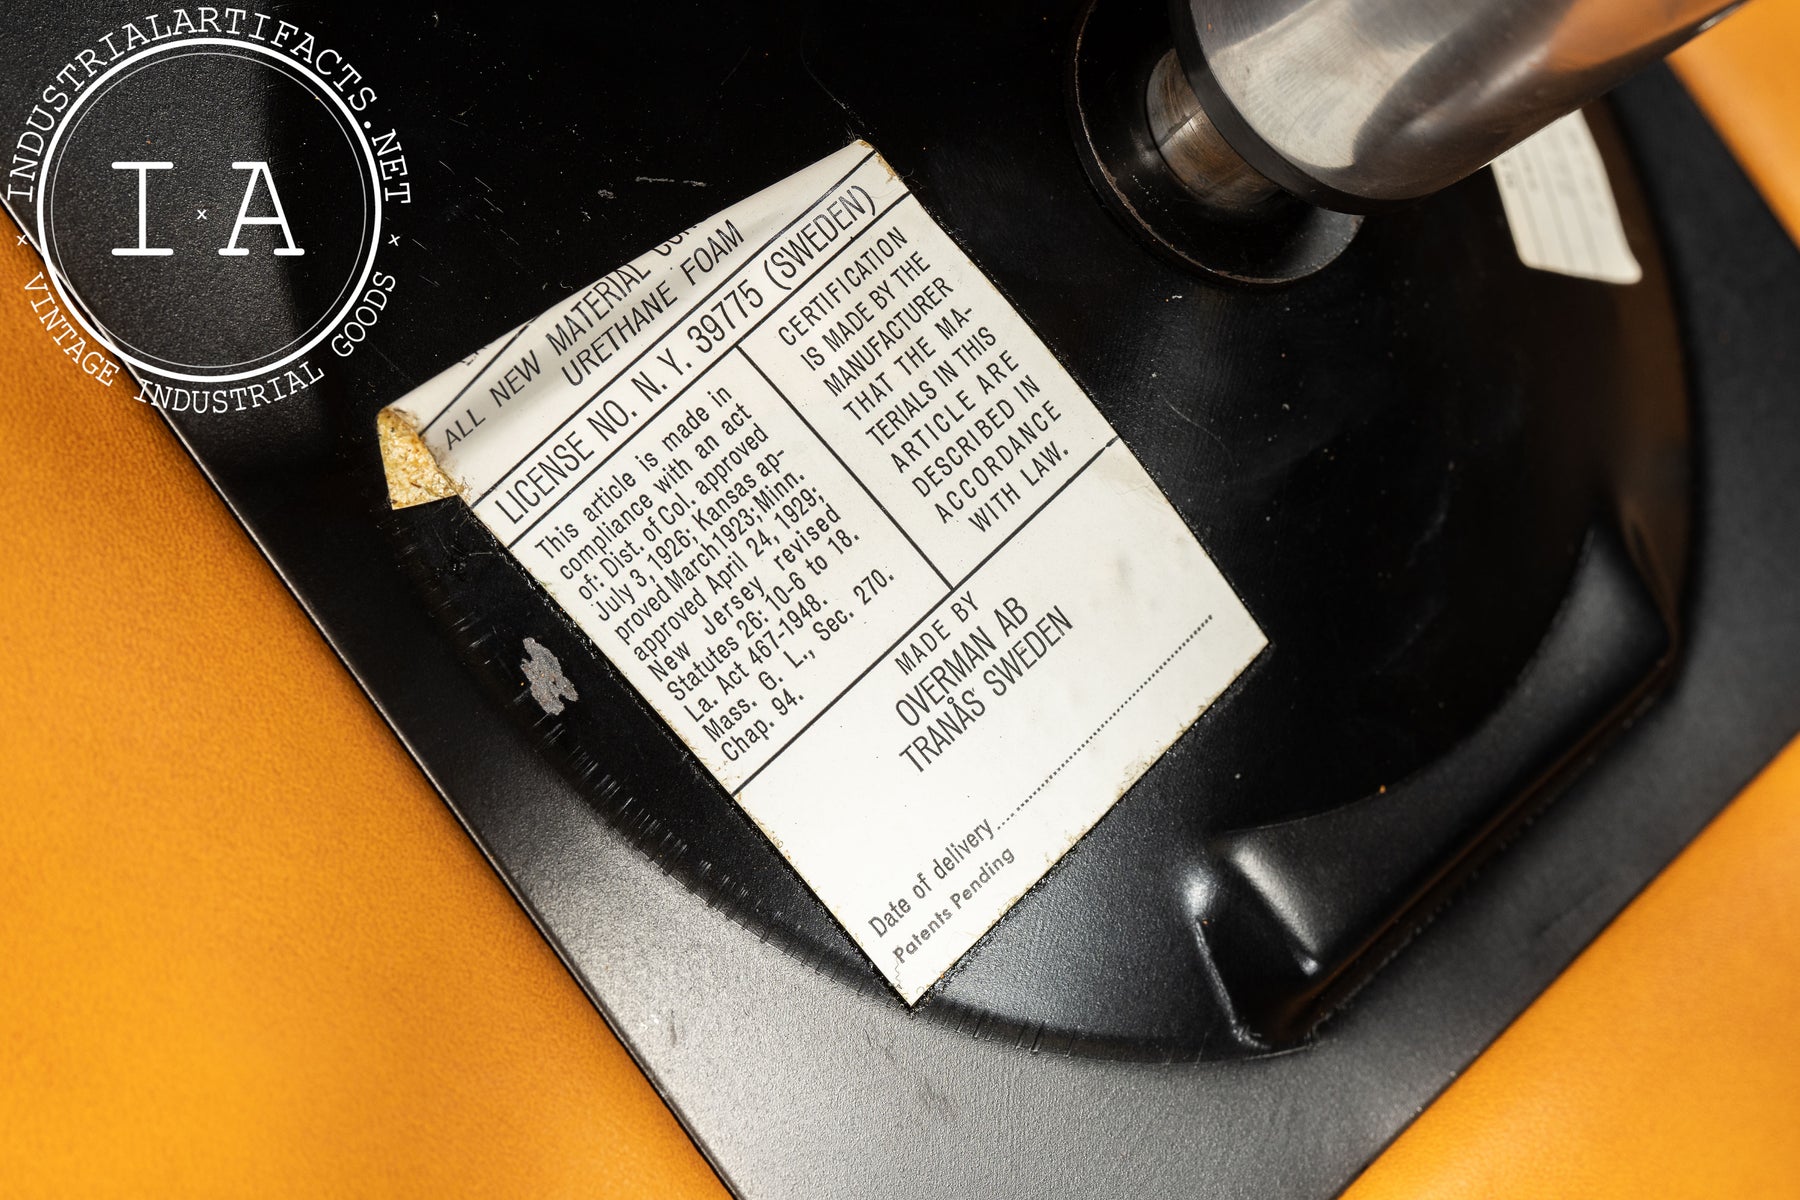 INDUSTRIALARTIFACTS.NET
I x A
x x
VINTAGE INDUSTRIAL GOODS
ALL NEW MATERIAL
URETHANE FOAM
LICENSE NO. N. Y. 39775 (SWEDEN)
This article is made in
compliance with an act
of: Dist. of Col. approved
July 3, 1926; Kansas ap-
proved March 1923; Minn.
approved April 24, 1929;
New Jersey revised
Statutes 26: 10-6 to 18.
La. Act 467-1948.
Mass. G. L., Sec. 270.
Chap. 94.
CERTIFICATION
IS MADE BY THE
MANUFACTURER
THAT THE MA-
TERIALS IN THIS
ARTICLE ARE
DESCRIBED IN
ACCORDANCE
WITH LAW.
MADE BY
OVERMAN AB
TRANÅS SWEDEN
Date of delivery
Patents Pending